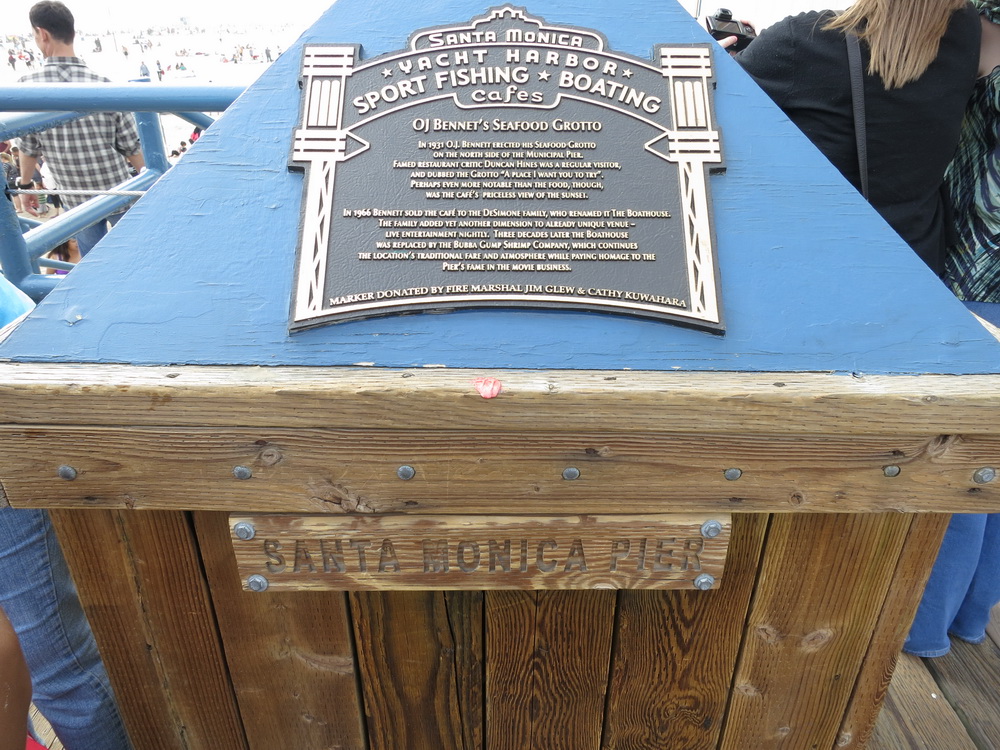 SANTA MONICA
★ YACHT HARBOR ★
SPORT FISHING ★ BOATING
Cafes
OJ BENNET'S SEAFOOD GROTTO
IN 1931 O.J. BENNETT ERECTED HIS SEAFOOD GROTTO
ON THE NORTH SIDE OF THE MUNICIPAL PIER.
FAMED RESTAURANT CRITIC DUNCAN HINES WAS A REGULAR VISITOR,
AND DUBBED THE GROTTO "A PLACE I WANT YOU TO TRY".
PERHAPS EVEN MORE NOTABLE THAN THE FOOD, THOUGH,
WAS THE CAFÉ'S PRICELESS VIEW OF THE SUNSET.
IN 1966 BENNETT SOLD THE CAFÉ TO THE DESIMONE FAMILY, WHO RENAMED IT THE BOATHOUSE.
THE FAMILY ADDED YET ANOTHER DIMENSION TO ALREADY UNIQUE VENUE –
LIVE ENTERTAINMENT NIGHTLY. THREE DECADES LATER THE BOATHOUSE
WAS REPLACED BY THE BUBBA GUMP SHRIMP COMPANY, WHICH CONTINUES
THE LOCATION'S TRADITIONAL FARE AND ATMOSPHERE WHILE PAYING HOMAGE TO THE
PIER'S FAME IN THE MOVIE BUSINESS.
MARKER DONATED BY FIRE MARSHAL JIM GLEW & CATHY KUWAHARA
SANTA MONICA PIER